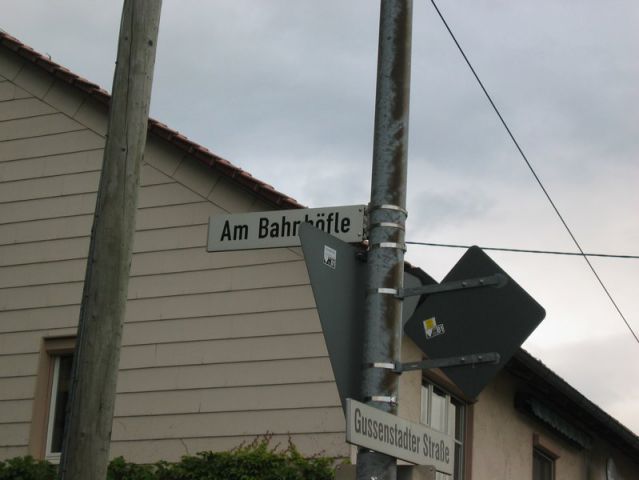 Am Bahnhöfle
Gussenstadter Straße